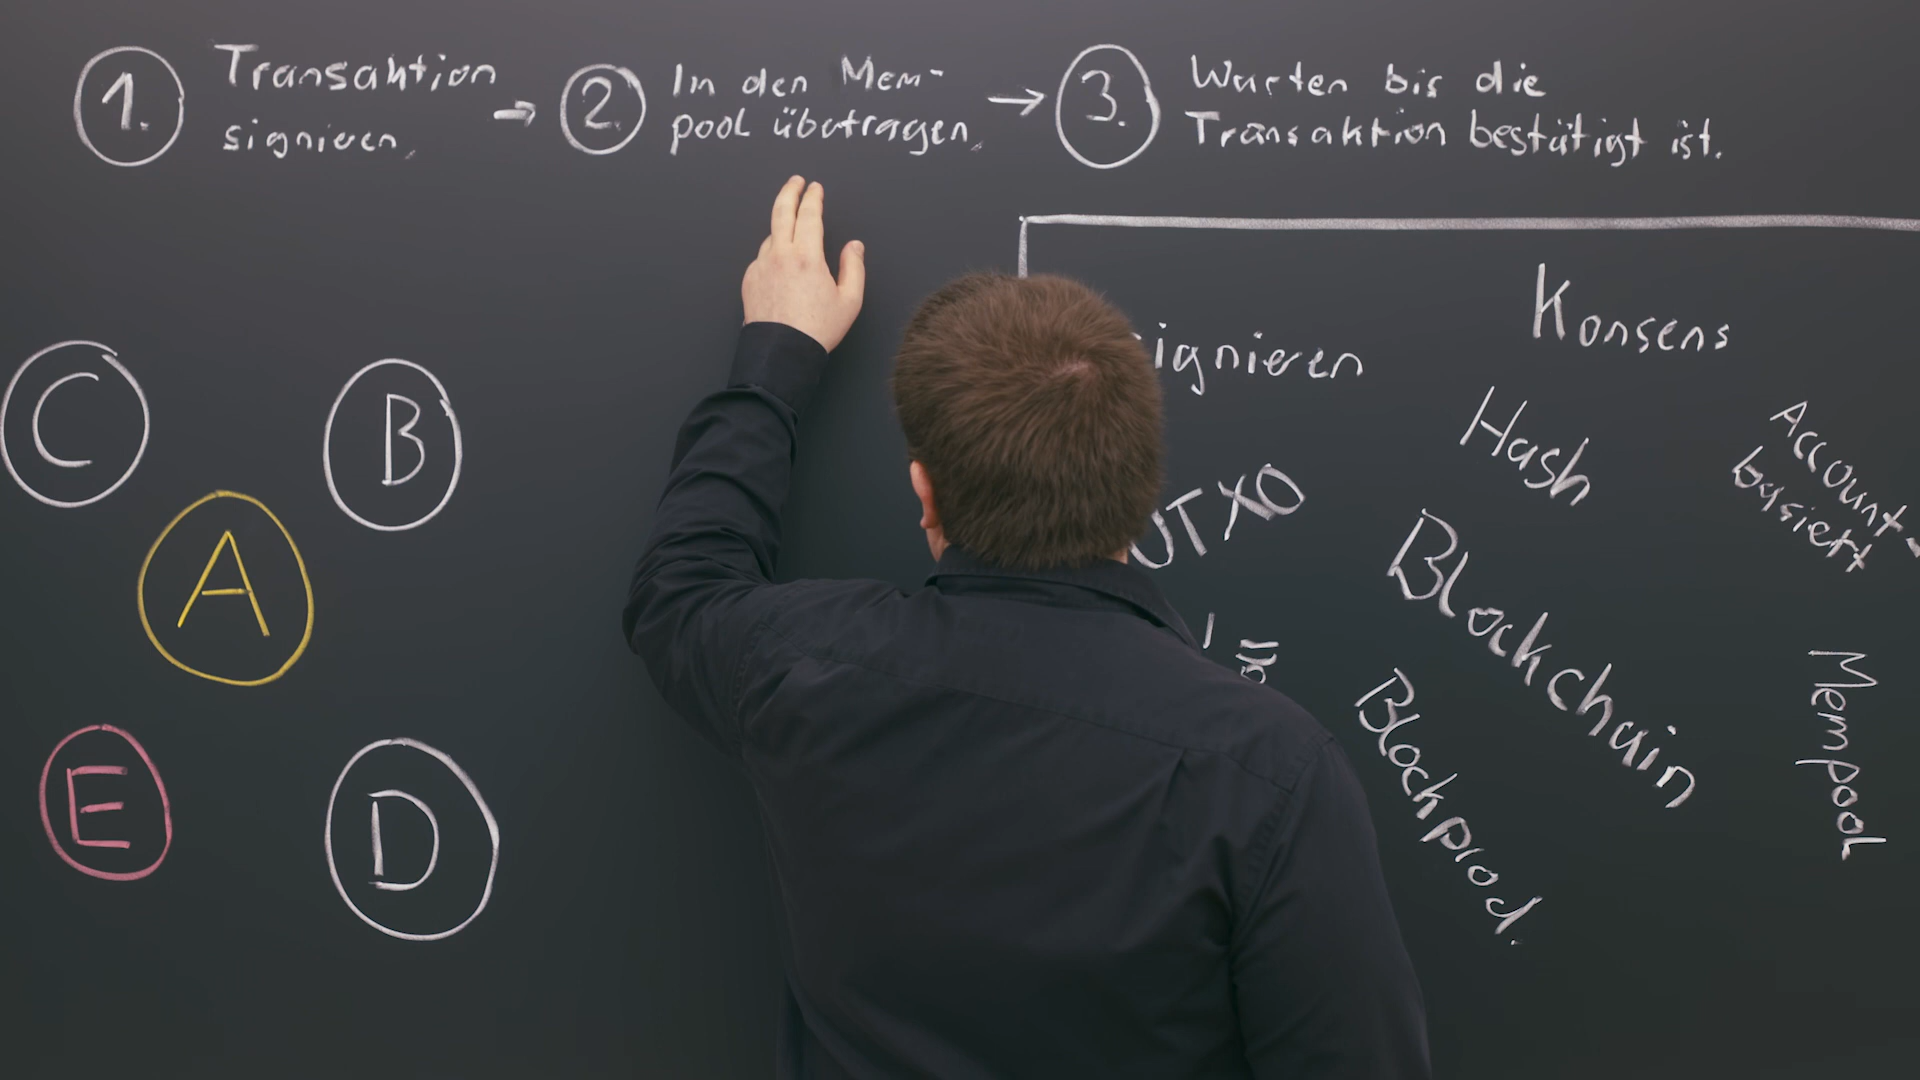 1.
Transaktion
signieren.
2.
In den Mem-
pool übertragen.
3.
Warten bis die
Transaktion bestätigt ist.
Konsens
ignieren
Hash
Account-
basiert
UTXO
Blockchain
Mempool
Blockprod.
C
B
A
E
D